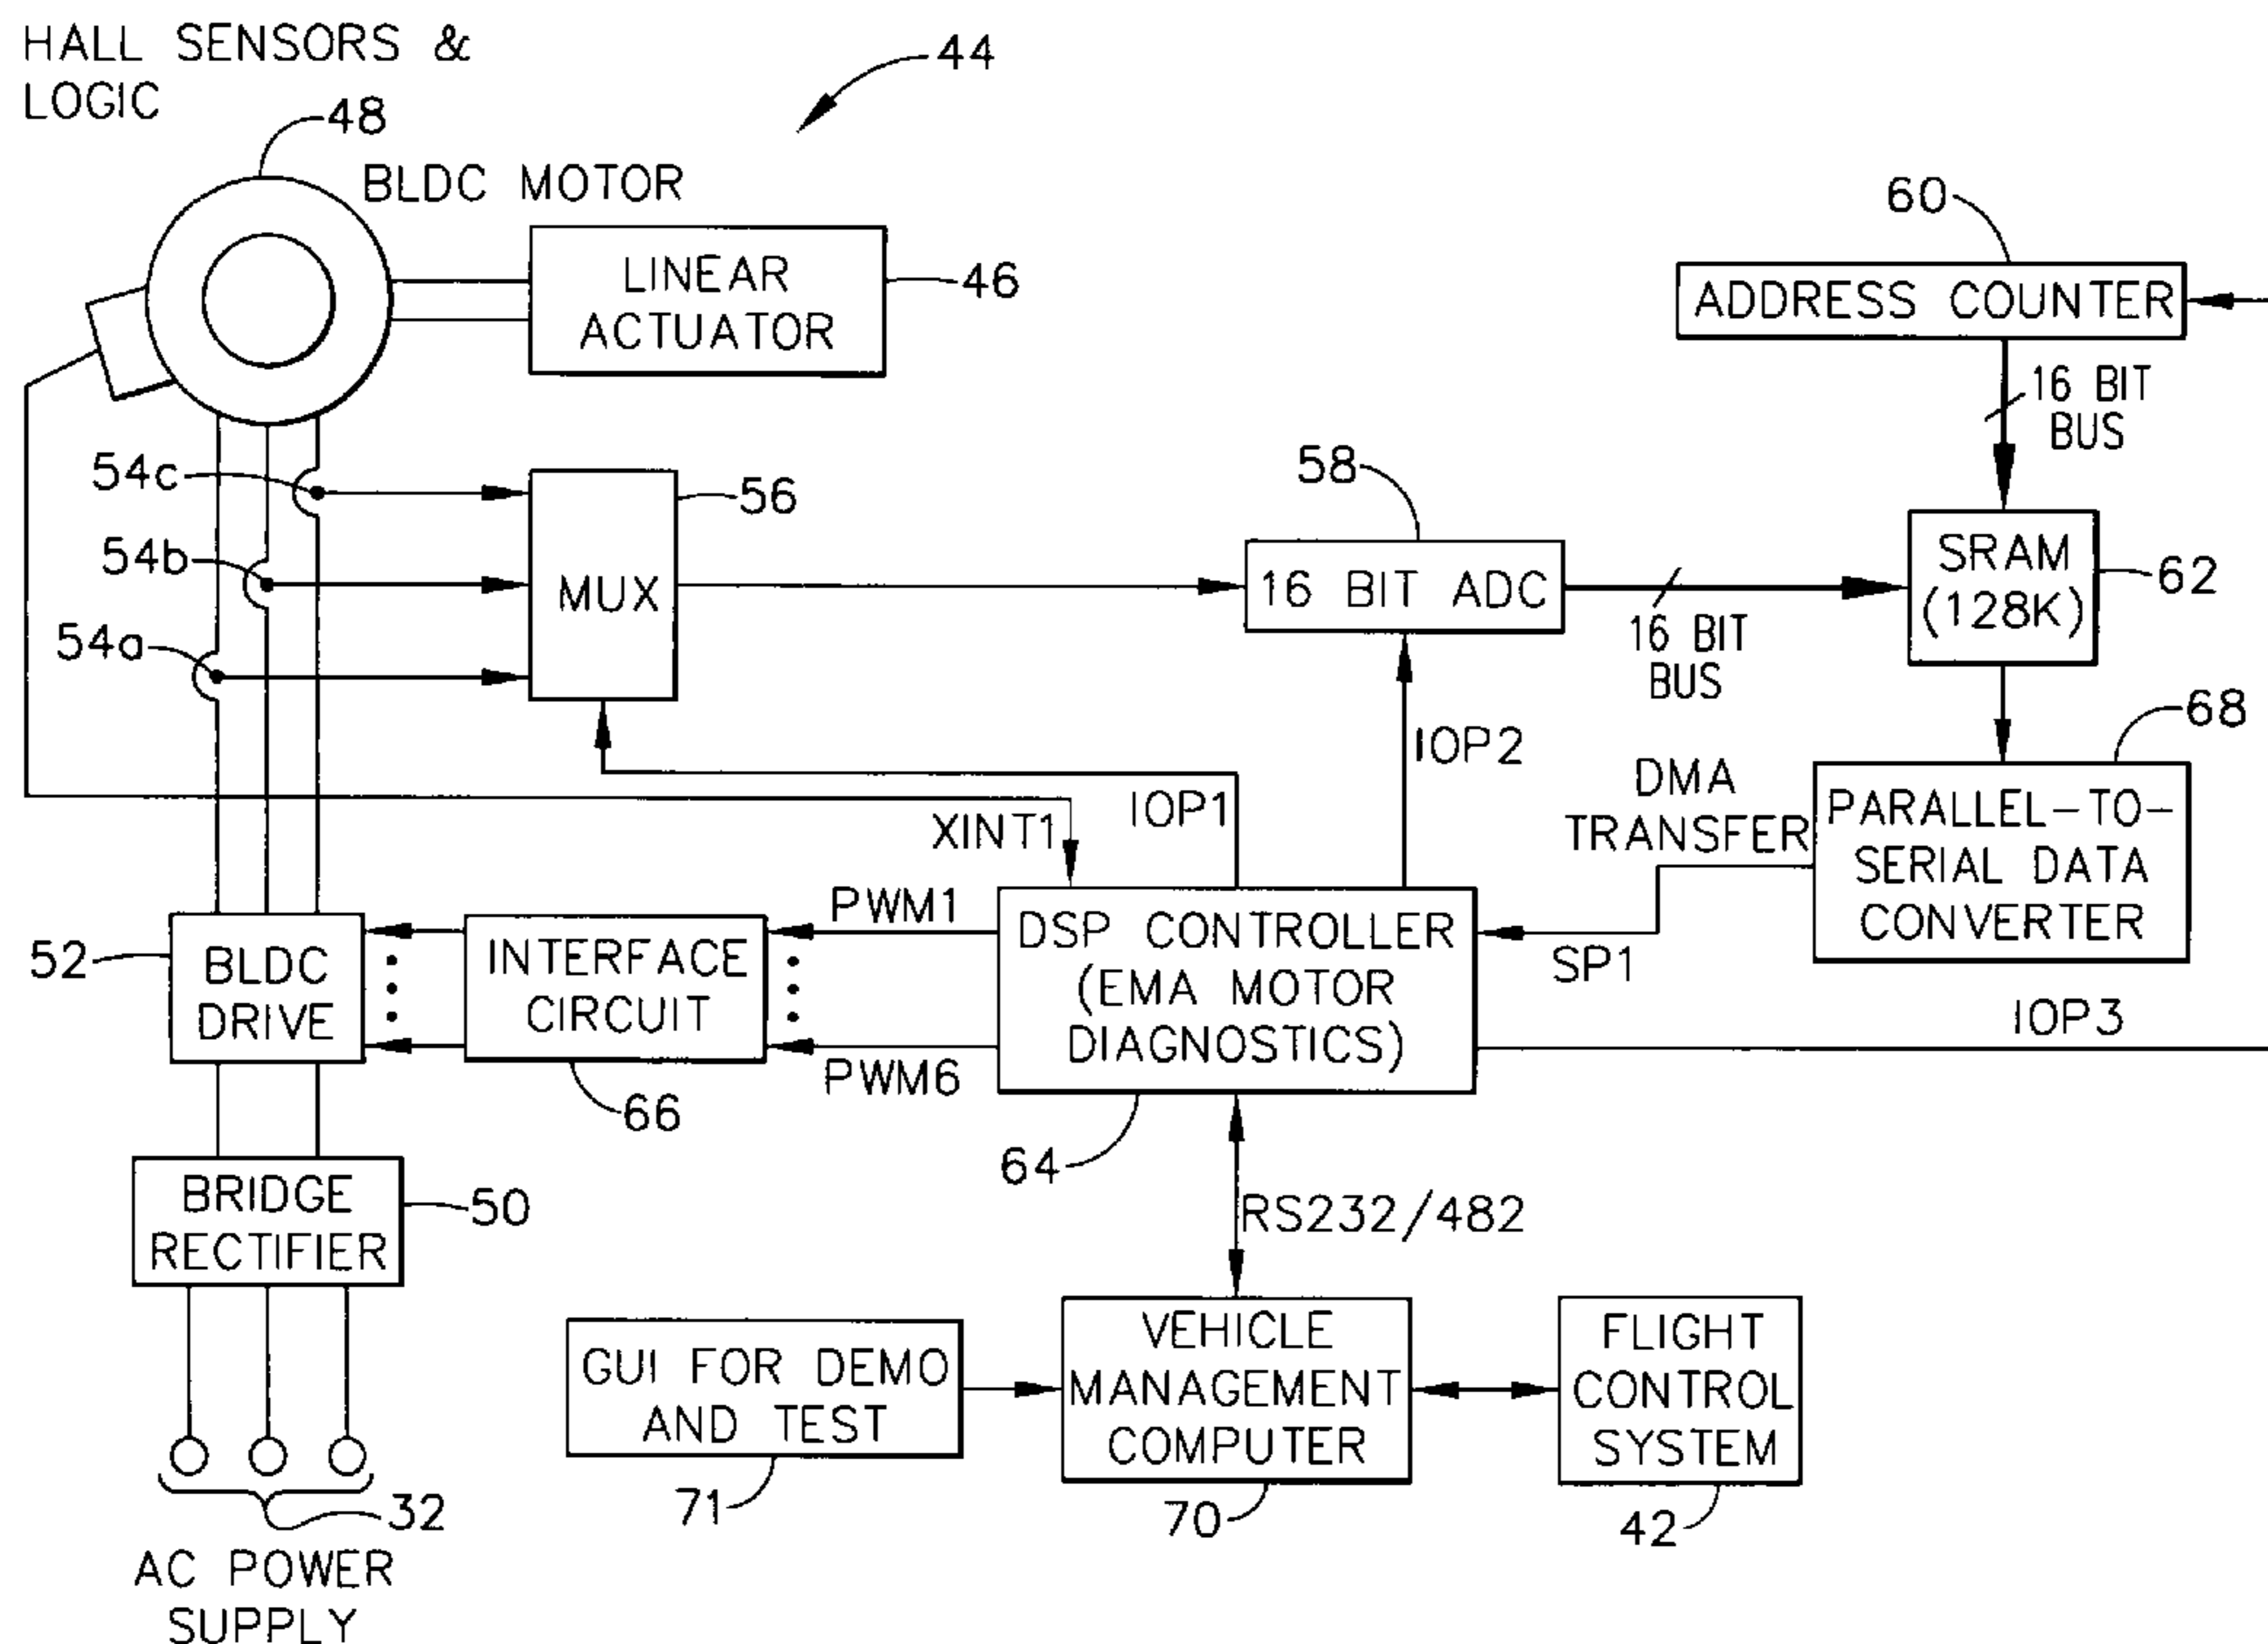 HALL SENSORS &
LOGIC
44
48
BLDC MOTOR
LINEAR
ACTUATOR
46
60
ADDRESS COUNTER
16 BIT
BUS
54c
54b
54a
56
MUX
58
16 BIT ADC
16 BIT
BUS
SRAM
(128K)
62
68
IOP2
DMA
TRANSFER
PARALLEL-TO-
SERIAL DATA
CONVERTER
IOP1
XINT1
PWM1
PWM6
SP1
IOP3
52
BLDC
DRIVE
INTERFACE
CIRCUIT
66
DSP CONTROLLER
(EMA MOTOR
DIAGNOSTICS)
64
RS232/482
BRIDGE
RECTIFIER
50
GUI FOR DEMO
AND TEST
71
VEHICLE
MANAGEMENT
COMPUTER
70
FLIGHT
CONTROL
SYSTEM
42
32
AC POWER
SUPPLY